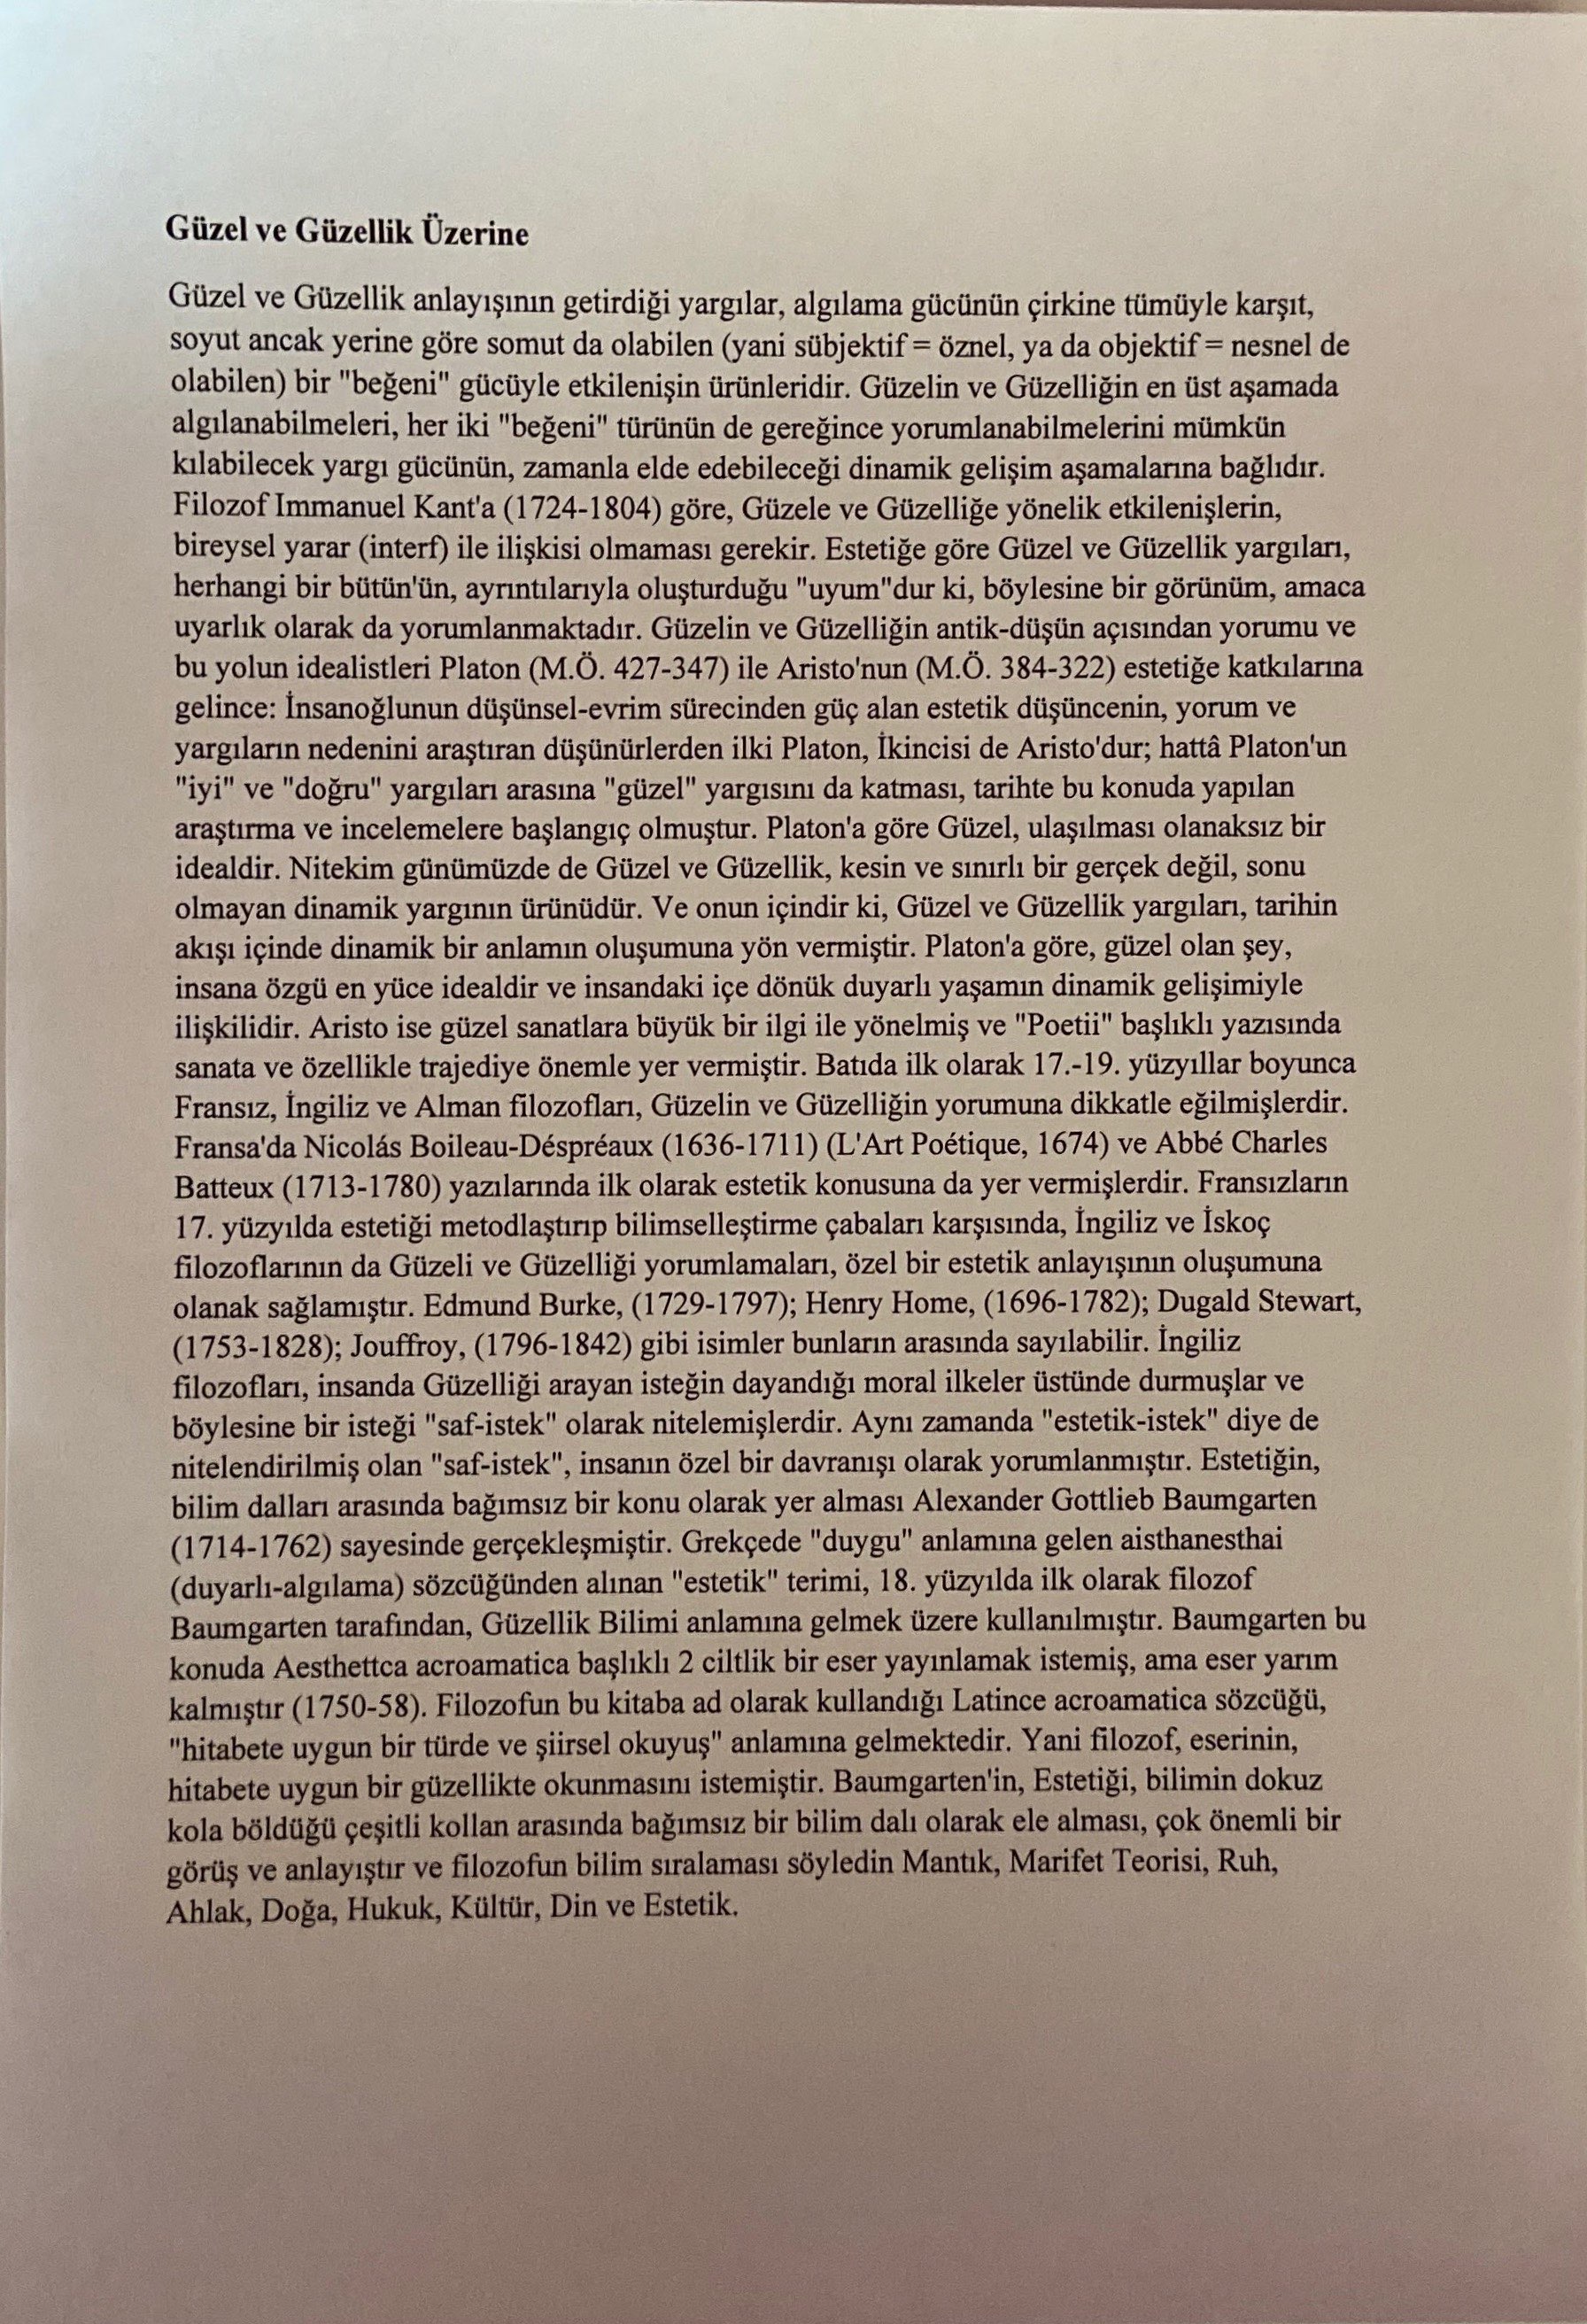 Güzel ve Güzellik Üzerine
Güzel ve Güzellik anlayışının getirdiği yargılar, algılama gücünün çirkine tümüyle karşıt,
soyut ancak yerine göre somut da olabilen (yani sübjektif = öznel, ya da objektif = nesnel de
olabilen) bir "beğeni" gücüyle etkilenişin ürünleridir. Güzelin ve Güzelliğin en üst aşamada
algılanabilmeleri, her iki "beğeni" türünün de gereğince yorumlanabilmelerini mümkün
kılabilecek yargı gücünün, zamanla elde edebileceği dinamik gelişim aşamalarına bağlıdır.
Filozof Immanuel Kant'a (1724-1804) göre, Güzele ve Güzelliğe yönelik etkilenişlerin,
bireysel yarar (interf) ile ilişkisi olmaması gerekir. Estetiğe göre Güzel ve Güzellik yargıları,
herhangi bir bütün'ün, ayrıntılarıyla oluşturduğu "uyum"dur ki, böylesine bir görünüm, amaca
uyarlık olarak da yorumlanmaktadır. Güzelin ve Güzelliğin antik-düşün açısından yorumu ve
bu yolun idealistleri Platon (M.Ö. 427-347) ile Aristo'nun (M.Ö. 384-322) estetiğe katkılarına
gelince: İnsanoğlunun düşünsel-evrim sürecinden güç alan estetik düşüncenin, yorum ve
yargıların nedenini araştıran düşünürlerden ilki Platon, İkincisi de Aristo'dur; hattâ Platon'un
"iyi" ve "doğru" yargıları arasına "güzel" yargısını da katması, tarihte bu konuda yapılan
araştırma ve incelemelere başlangıç olmuştur. Platon'a göre Güzel, ulaşılması olanaksız bir
idealdir. Nitekim günümüzde de Güzel ve Güzellik, kesin ve sınırlı bir gerçek değil, sonu
olmayan dinamik yargının ürünüdür. Ve onun içindir ki, Güzel ve Güzellik yargıları, tarihin
akışı içinde dinamik bir anlamın oluşumuna yön vermiştir. Platon'a göre, güzel olan şey,
insana özgü en yüce idealdir ve insandaki içe dönük duyarlı yaşamın dinamik gelişimiyle
ilişkilidir. Aristo ise güzel sanatlara büyük bir ilgi ile yönelmiş ve "Poetii" başlıklı yazısında
sanata ve özellikle trajediye önemle yer vermiştir. Batıda ilk olarak 17.-19. yüzyıllar boyunca
Fransız, İngiliz ve Alman filozofları, Güzelin ve Güzelliğin yorumuna dikkatle eğilmişlerdir.
Fransa'da Nicolás Boileau-Déspréaux (1636-1711) (L'Art Poétique, 1674) ve Abbé Charles
Batteux (1713-1780) yazılarında ilk olarak estetik konusuna da yer vermişlerdir. Fransızların
17. yüzyılda estetiği metodlaştırıp bilimselleştirme çabaları karşısında, İngiliz ve İskoç
filozoflarının da Güzeli ve Güzelliği yorumlamaları, özel bir estetik anlayışının oluşumuna
olanak sağlamıştır. Edmund Burke, (1729-1797); Henry Home, (1696-1782); Dugald Stewart,
(1753-1828); Jouffroy, (1796-1842) gibi isimler bunların arasında sayılabilir. İngiliz
filozofları, insanda Güzelliği arayan isteğin dayandığı moral ilkeler üstünde durmuşlar ve
böylesine bir isteği "saf-istek" olarak nitelemişlerdir. Aynı zamanda "estetik-istek" diye de
nitelendirilmiş olan "saf-istek", insanın özel bir davranışı olarak yorumlanmıştır. Estetiğin,
bilim dalları arasında bağımsız bir konu olarak yer alması Alexander Gottlieb Baumgarten
(1714-1762) sayesinde gerçekleşmiştir. Grekçede "duygu" anlamına gelen aisthanesthai
(duyarlı-algılama) sözcüğünden alınan "estetik" terimi, 18. yüzyılda ilk olarak filozof
Baumgarten tarafından, Güzellik Bilimi anlamına gelmek üzere kullanılmıştır. Baumgarten bu
konuda Aesthettca acroamatica başlıklı 2 ciltlik bir eser yayınlamak istemiş, ama eser yarım
kalmıştır (1750-58). Filozofun bu kitaba ad olarak kullandığı Latince acroamatica sözcüğü,
"hitabete uygun bir türde ve şiirsel okuyuş" anlamına gelmektedir. Yani filozof, eserinin,
hitabete uygun bir güzellikte okunmasını istemiştir. Baumgarten'in, Estetiği, bilimin dokuz
kola böldüğü çeşitli kollan arasında bağımsız bir bilim dalı olarak ele alması, çok önemli bir
görüş ve anlayıştır ve filozofun bilim sıralaması söyledin Mantık, Marifet Teorisi, Ruh,
Ahlak, Doğa, Hukuk, Kültür, Din ve Estetik.